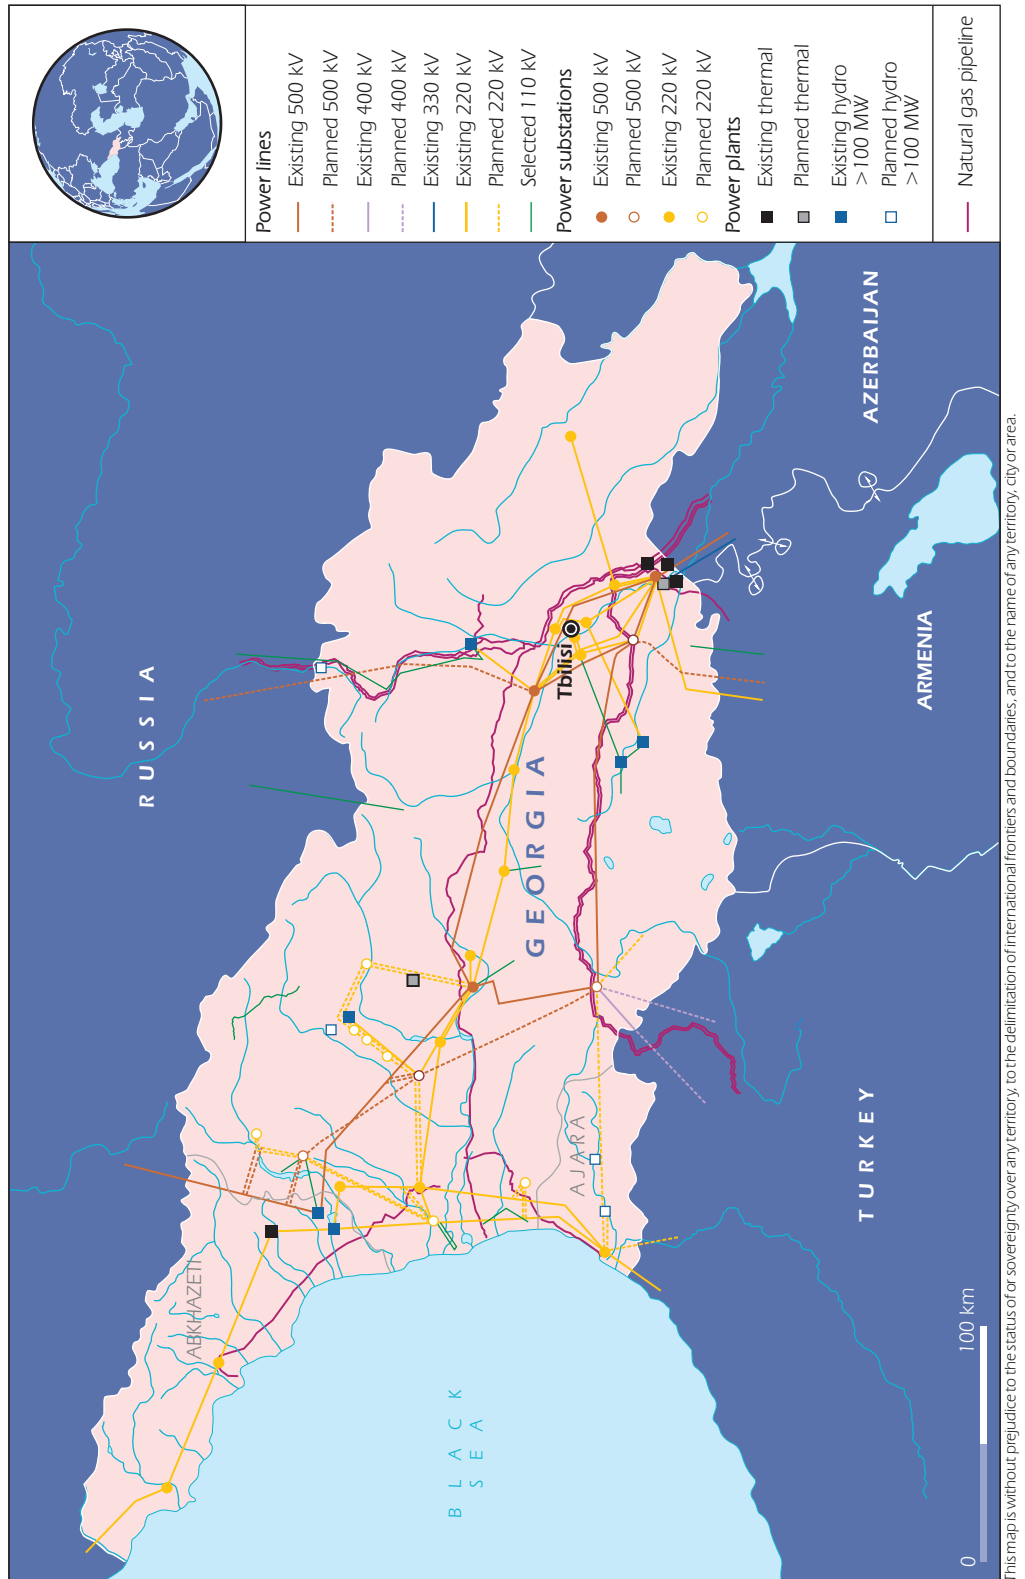 Power lines
Existing 500 kV
Planned 500 kV
Existing 400 kV
Planned 400 kV
Existing 330 kV
Existing 220 kV
Planned 220 kV
Selected 110 kV
Power substations
Existing 500 kV
Planned 500 kV
Existing 220 kV
Planned 220 kV
Power plants
Existing thermal
Planned thermal
Existing hydro
> 100 MW
Planned hydro
> 100 MW
Natural gas pipeline
RUSSIA
ABKHAZETI
GEORGIA
Tbilisi
AJARA
BLACK
SEA
TURKEY
ARMENIA
AZERBAIJAN
0 100 km
This map is without prejudice to the status of or sovereignty over any territory, to the delimitation of international frontiers and boundaries, and to the name of any territory, city or area.